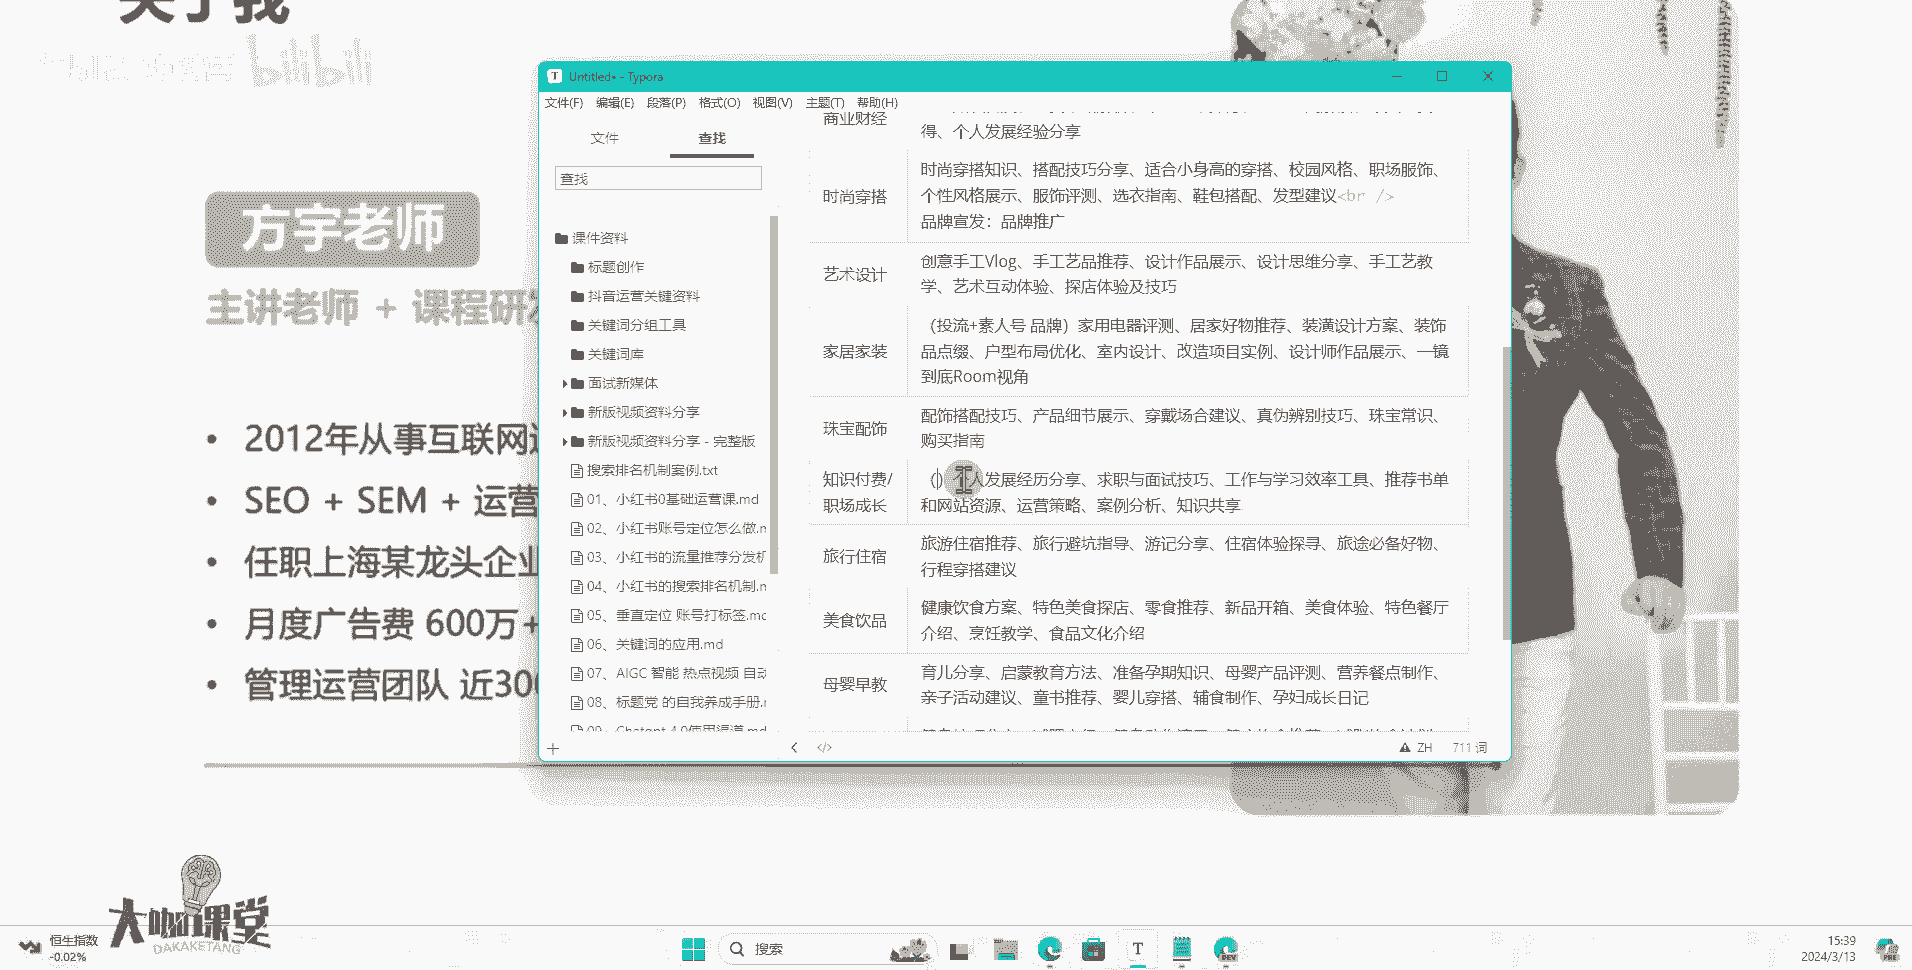 关于我
bilibili
方宇老师
主讲老师 + 课程研发
2012年从事互联网运
SEO + SEM + 运营
任职上海某龙头企业
月度广告费 600万+
管理运营团队 近300
Untitled• - Typora
文件(F) 编辑(E) 段落(P) 格式(O) 视图(V) 主题(T) 帮助(H)
文件 查找
查找
课件资料
标题创作
抖音运营关键资料
关键词分组工具
关键词库
面试新媒体
新版视频资料分享
新版视频资料分享 - 完整版
搜索排名机制案例.txt
01、小红书0基础运营课.md
02、小红书账号定位怎么做.m
03、小红书的流量推荐分发机
04、小红书的搜索排名机制.m
05、垂直定位 账号打标签.mc
06、关键词的应用.md
07、AIGC 智能 热点视频 自动
08、标题党 的自我养成手册.r
09、Chatgpt 4.0使用渠道.md
商业财经
得、个人发展经验分享
时尚穿搭
时尚穿搭知识、搭配技巧分享、适合小身高的穿搭、校园风格、职场服饰、
个性风格展示、服饰评测、选衣指南、鞋包搭配、发型建议<br />
品牌宣发：品牌推广
艺术设计
创意手工Vlog、手工艺品推荐、设计作品展示、设计思维分享、手工艺教
学、艺术互动体验、探店体验及技巧
家居家装
（投流+素人号 品牌）家用电器评测、居家好物推荐、装潢设计方案、装饰
品点缀、户型布局优化、室内设计、改造项目实例、设计师作品展示、一镜
到底Room视角
珠宝配饰
配饰搭配技巧、产品细节展示、穿戴场合建议、真伪辨别技巧、珠宝常识、
购买指南
知识付费/
职场成长
（）个人发展经历分享、求职与面试技巧、工作与学习效率工具、推荐书单
和网站资源、运营策略、案例分析、知识共享
旅行住宿
旅游住宿推荐、旅行避坑指导、游记分享、住宿体验探寻、旅途必备好物、
行程穿搭建议
美食饮品
健康饮食方案、特色美食探店、零食推荐、新品开箱、美食体验、特色餐厅
介绍、烹饪教学、食品文化介绍
母婴早教
育儿分享、启蒙教育方法、准备孕期知识、母婴产品评测、营养餐点制作、
亲子活动建议、童书推荐、婴儿穿搭、辅食制作、孕妇成长日记
ZH 711 词
大咖课堂
DAKAKETANG
恒生指数
-0.02%
搜索
DEV
15:39
2024/3/13
PRE